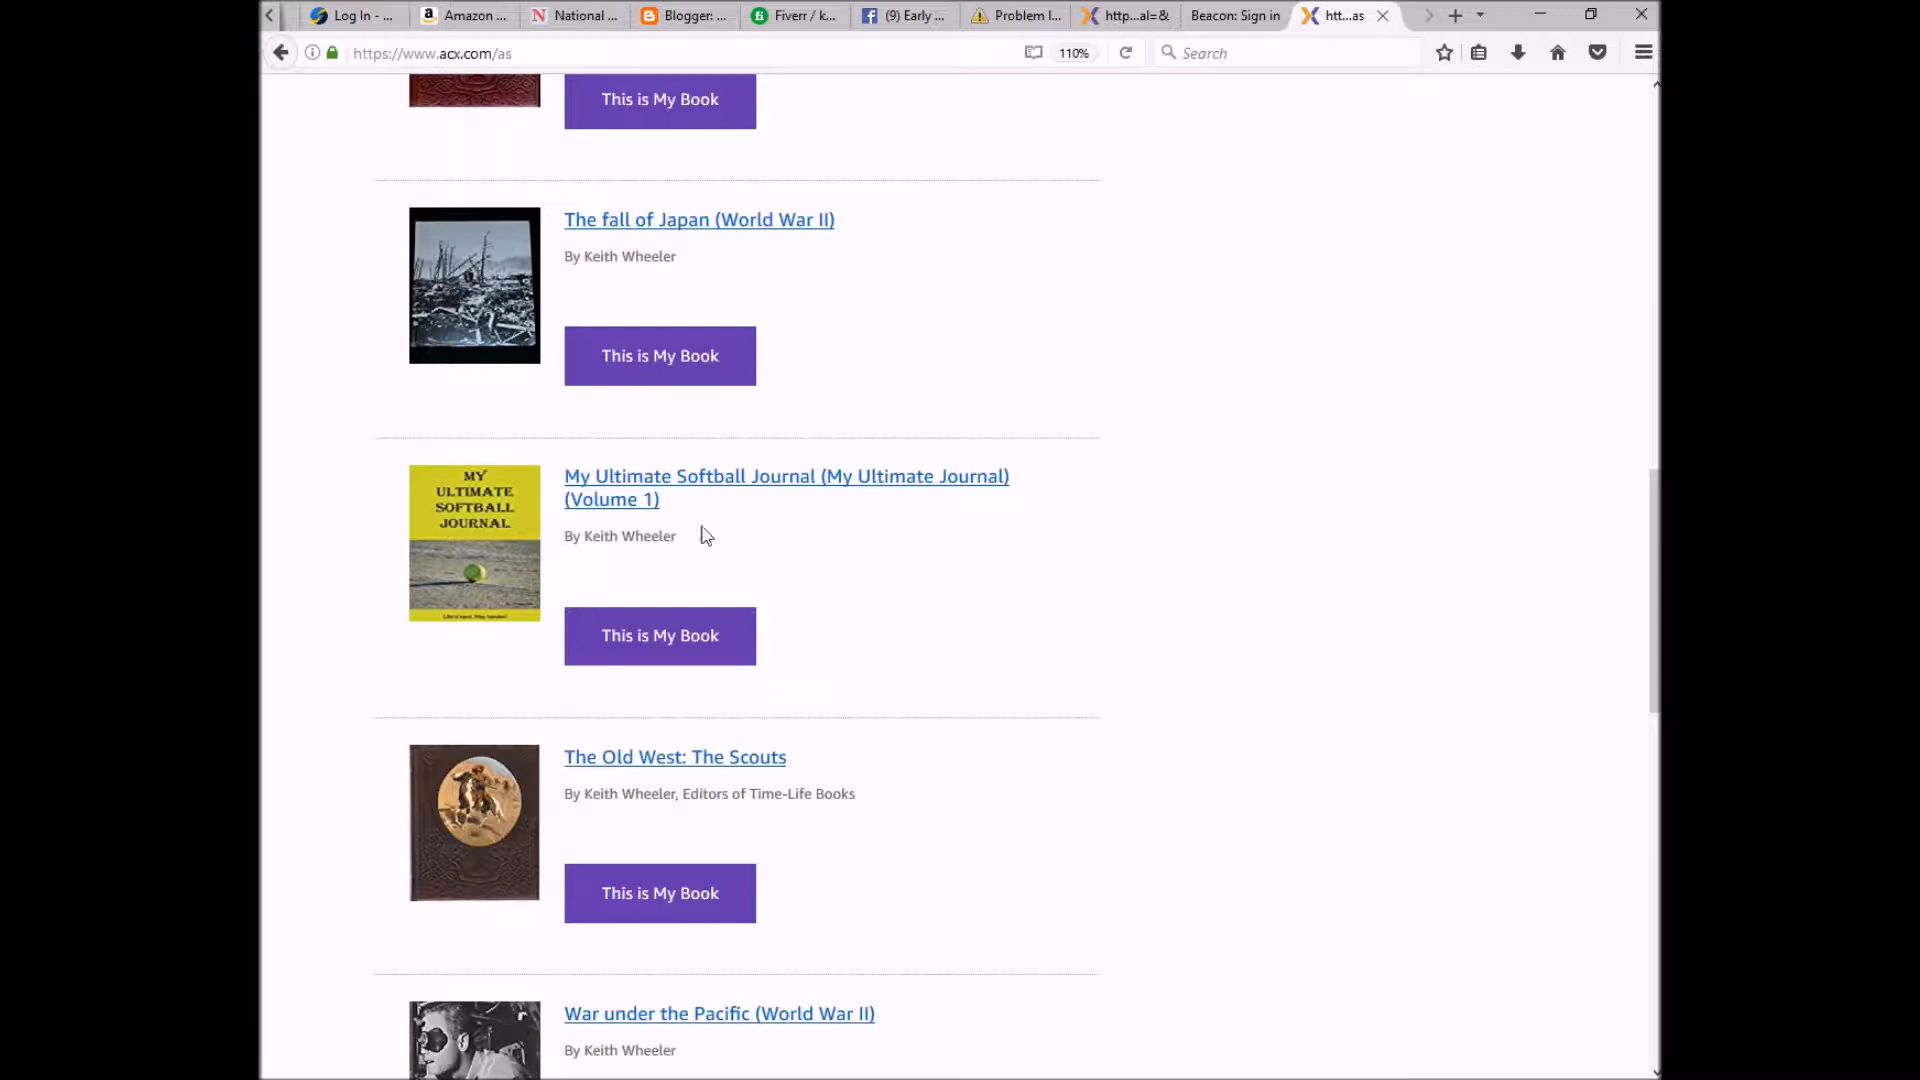 Log In - ...
Amazon ...
National ...
Blogger: ...
Fiverr / k...
(9) Early ...
Problem l...
http...al=&
Beacon: Sign in
htt...as
https://www.acx.com/as
110%
Search
This is My Book
The fall of Japan (World War II)
By Keith Wheeler
This is My Book
MY
ULTIMATE
SOFTBALL
JOURNAL
My Ultimate Softball Journal (My Ultimate Journal)
(Volume 1)
By Keith Wheeler
This is My Book
The Old West: The Scouts
By Keith Wheeler, Editors of Time-Life Books
This is My Book
War under the Pacific (World War II)
By Keith Wheeler